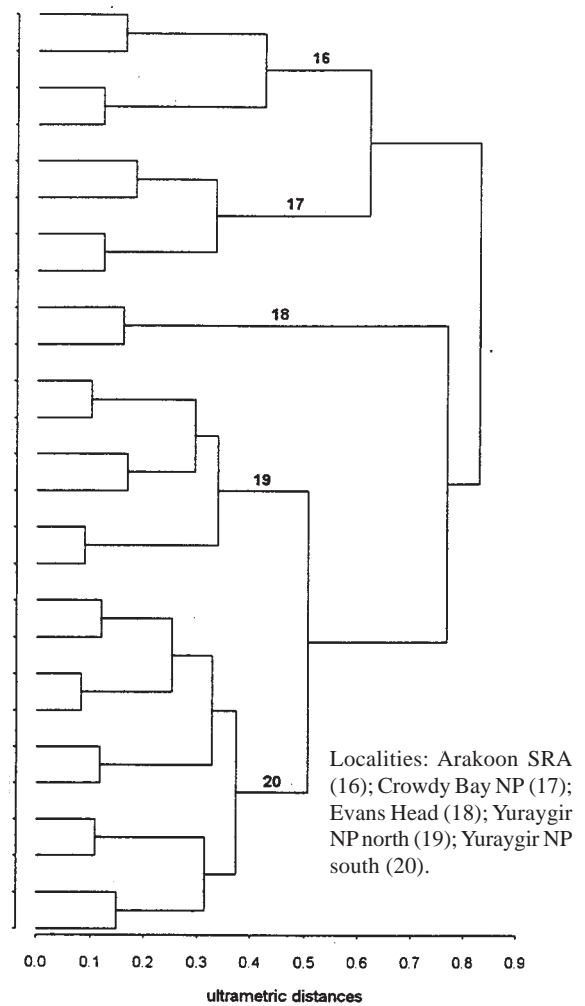 16
17
18
19
20
Localities: Arakoon SRA
(16); Crowdy Bay NP (17);
Evans Head (18); Yuraygir
NP north (19); Yuraygir NP
south (20).
0.0 0.1 0.2 0.3 0.4 0.5 0.6 0.7 0.8 0.9
ultrametric distances